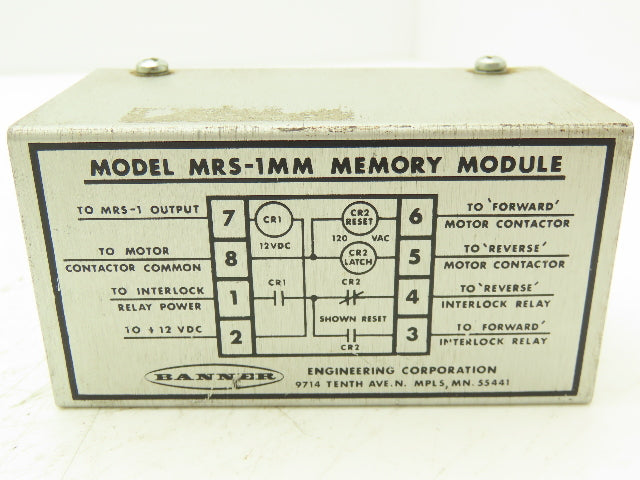 MODEL MRS-1MM MEMORY MODULE
TO MRS-1 OUTPUT
7
CR1
12VDC
CR2
RESET
6
TO 'FORWARD'
MOTOR CONTACTOR
120 VAC
TO MOTOR
CONTACTOR COMMON
8
CR2
LATCH
5
TO 'REVERSE'
MOTOR CONTACTOR
TO INTERLOCK
RELAY POWER
1
CR1
CR2
4
TO 'REVERSE'
INTERLOCK RELAY
SHOWN RESET
TO + 12 VDC
2
CR2
3
TO FORWARD'
INTERLOCK RELAY
BANNER
ENGINEERING CORPORATION
9714 TENTH AVE. N. MPLS, MN. 55441